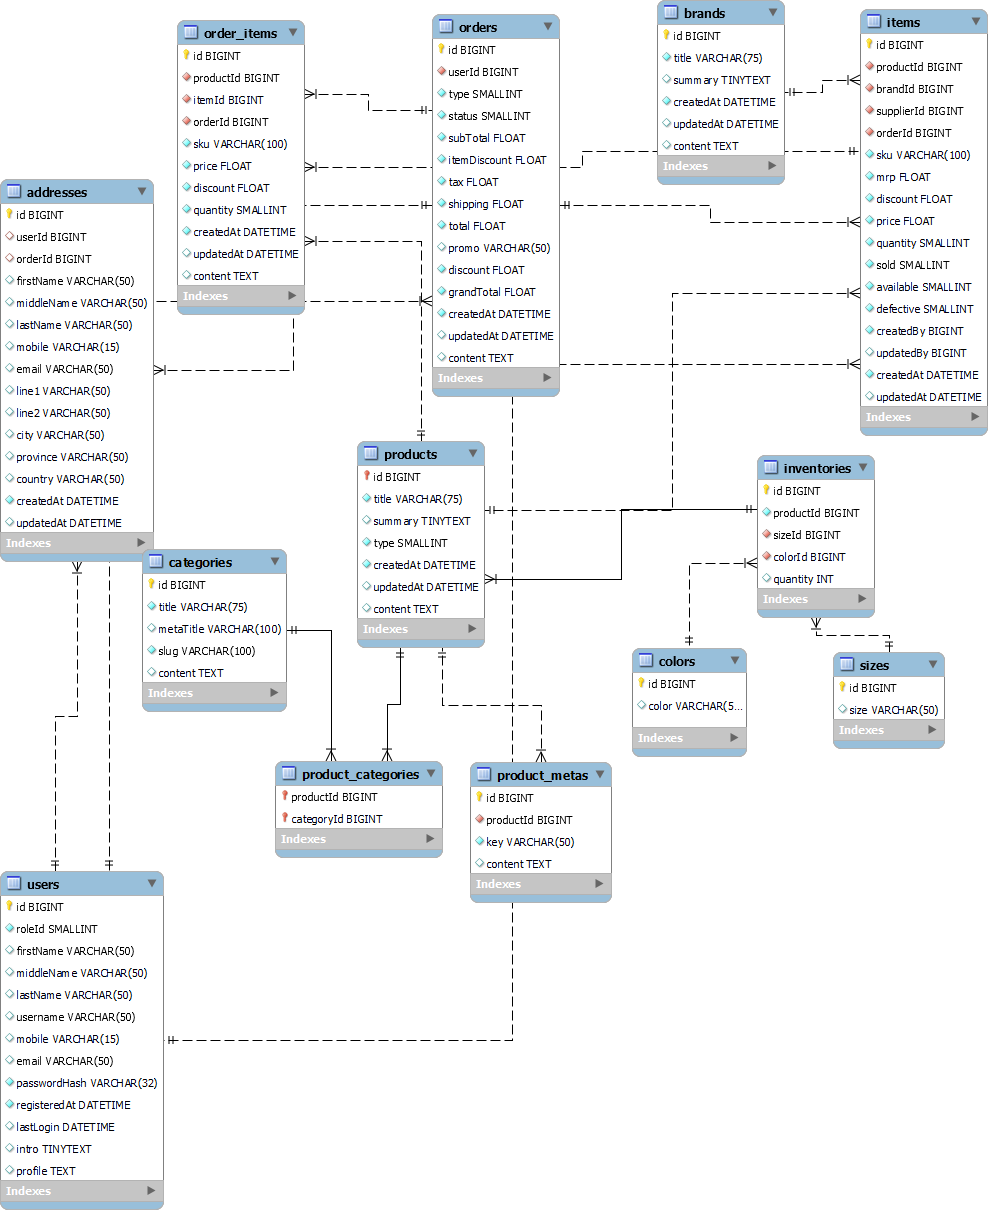 order_items
id BIGINT
productId BIGINT
itemId BIGINT
orderId BIGINT
sku VARCHAR(100)
price FLOAT
discount FLOAT
quantity SMALLINT
createdAt DATETIME
updatedAt DATETIME
content TEXT
Indexes
orders
id BIGINT
userId BIGINT
type SMALLINT
status SMALLINT
subTotal FLOAT
itemDiscount FLOAT
tax FLOAT
shipping FLOAT
total FLOAT
promo VARCHAR(50)
discount FLOAT
grandTotal FLOAT
createdAt DATETIME
updatedAt DATETIME
content TEXT
Indexes
brands
id BIGINT
title VARCHAR(75)
summary TINYTEXT
createdAt DATETIME
updatedAt DATETIME
content TEXT
Indexes
items
id BIGINT
productId BIGINT
brandId BIGINT
supplierId BIGINT
orderId BIGINT
sku VARCHAR(100)
mrp FLOAT
discount FLOAT
price FLOAT
quantity SMALLINT
sold SMALLINT
available SMALLINT
defective SMALLINT
createdBy BIGINT
updatedBy BIGINT
createdAt DATETIME
updatedAt DATETIME
Indexes
addresses
id BIGINT
userId BIGINT
orderId BIGINT
firstName VARCHAR(50)
middleName VARCHAR(50)
lastName VARCHAR(50)
mobile VARCHAR(15)
email VARCHAR(50)
line1 VARCHAR(50)
line2 VARCHAR(50)
city VARCHAR(50)
province VARCHAR(50)
country VARCHAR(50)
createdAt DATETIME
updatedAt DATETIME
Indexes
products
id BIGINT
title VARCHAR(75)
summary TINYTEXT
type SMALLINT
createdAt DATETIME
updatedAt DATETIME
content TEXT
Indexes
inventories
id BIGINT
productId BIGINT
sizeId BIGINT
colorId BIGINT
quantity INT
Indexes
categories
id BIGINT
title VARCHAR(75)
metaTitle VARCHAR(100)
slug VARCHAR(100)
content TEXT
Indexes
colors
id BIGINT
color VARCHAR(5...
Indexes
sizes
id BIGINT
size VARCHAR(50)
Indexes
product_categories
productId BIGINT
categoryId BIGINT
Indexes
product_metas
id BIGINT
productId BIGINT
key VARCHAR(50)
content TEXT
Indexes
users
id BIGINT
roleId SMALLINT
firstName VARCHAR(50)
middleName VARCHAR(50)
lastName VARCHAR(50)
username VARCHAR(50)
mobile VARCHAR(15)
email VARCHAR(50)
passwordHash VARCHAR(32)
registeredAt DATETIME
lastLogin DATETIME
intro TINYTEXT
profile TEXT
Indexes